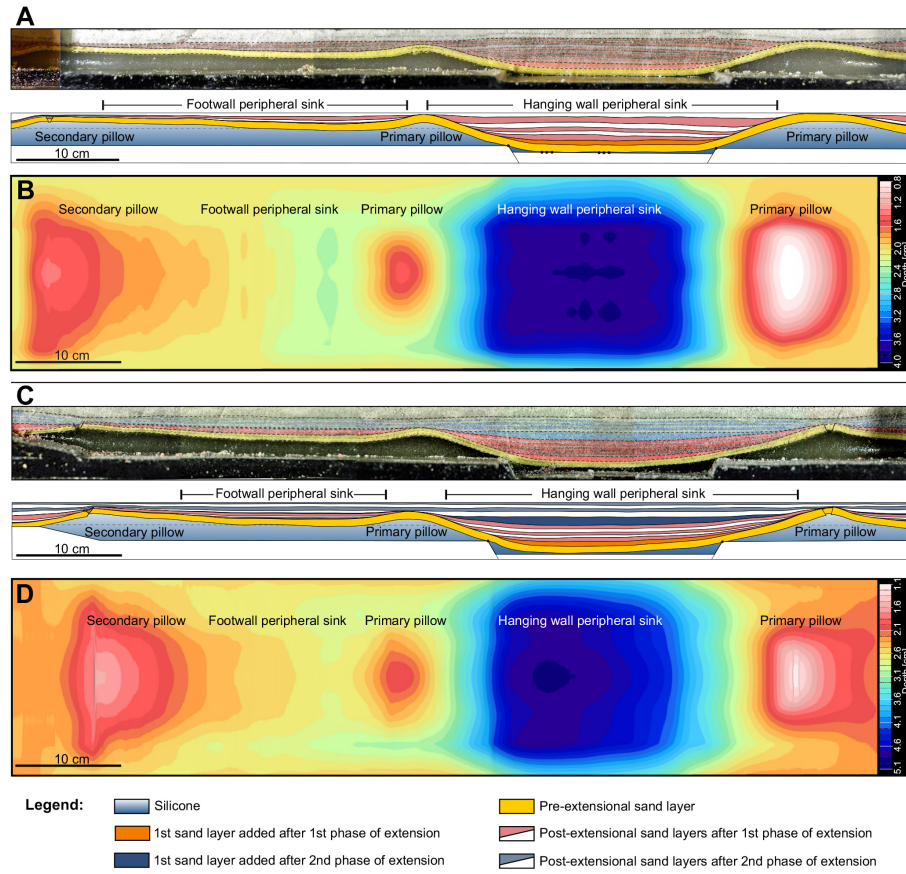 A
Footwall peripheral sink
Hanging wall peripheral sink
Secondary pillow
Primary pillow
Primary pillow
10 cm
B
Secondary pillow
Footwall peripheral sink
Primary pillow
Hanging wall peripheral sink
Primary pillow
10 cm
0.8
1.2
1.6
2.0
2.4
2.8
3.2
3.6
4.0
Depth [cm]
C
Footwall peripheral sink
Hanging wall peripheral sink
Secondary pillow
Primary pillow
Primary pillow
10 cm
D
Secondary pillow
Footwall peripheral sink
Primary pillow
Hanging wall peripheral sink
Primary pillow
10 cm
1.1
1.6
2.1
2.6
3.1
3.6
4.1
4.6
5.1
Depth [cm]
Legend:
Silicone
1st sand layer added after 1st phase of extension
1st sand layer added after 2nd phase of extension
Pre-extensional sand layer
Post-extensional sand layers after 1st phase of extension
Post-extensional sand layers after 2nd phase of extension